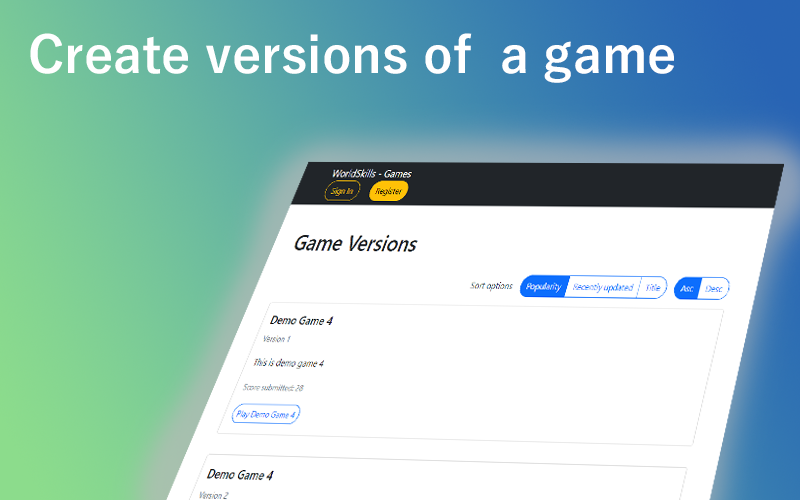 Create versions of a game
WorldSkills - Games
Sign In Register
Game Versions
Sort options Popularity Recently updated Title Asc Desc
Demo Game 4
Version 1
This is demo game 4
Score submitted: 28
Play Demo Game 4
Demo Game 4
Version 2